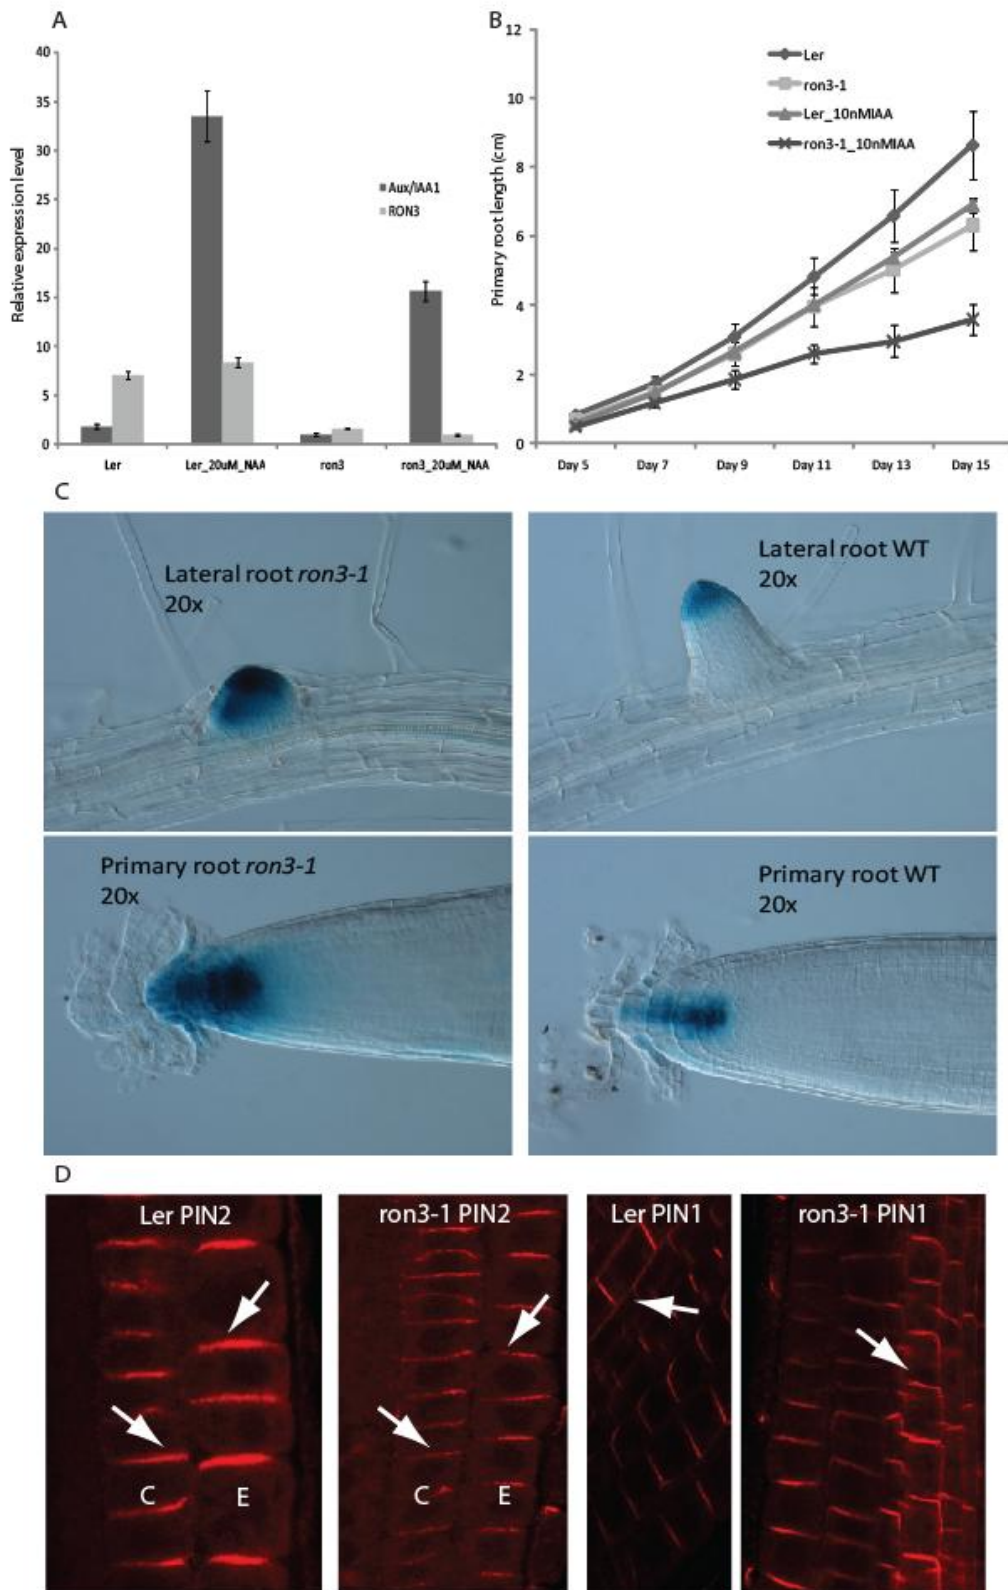 A
Relative expression level
40
35
30
25
20
15
10
5
0
Aux/IAA1
RON3
Ler
Ler_20uM_NAA
ron3
ron3_20uM_NAA
B
Primary root length (cm)
12
10
8
6
4
2
0
Ler
ron3-1
Ler_10nMIAA
ron3-1_10nMIAA
Day 5
Day 7
Day 9
Day 11
Day 13
Day 15
C
Lateral root ron3-1
20x
Lateral root WT
20x
Primary root ron3-1
20x
Primary root WT
20x
D
Ler PIN2
C
E
ron3-1 PIN2
C
E
Ler PIN1
ron3-1 PIN1